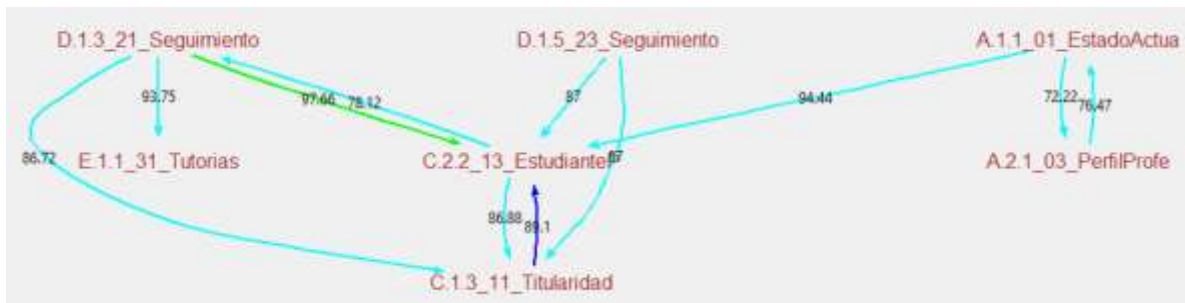 D.1.3_21_Seguimiento D.1.5_23_Seguimiento A.1.1_01_EstadoActua
93.75 97.66 78.12 87 94.44 72.22 76.47
86.72 E.1.1_31_Tutorias C.2.2_13_Estudiante 87 A.2.1_03_PerfilProfe
86.88 89.1
C.1.3_11_Titularidad